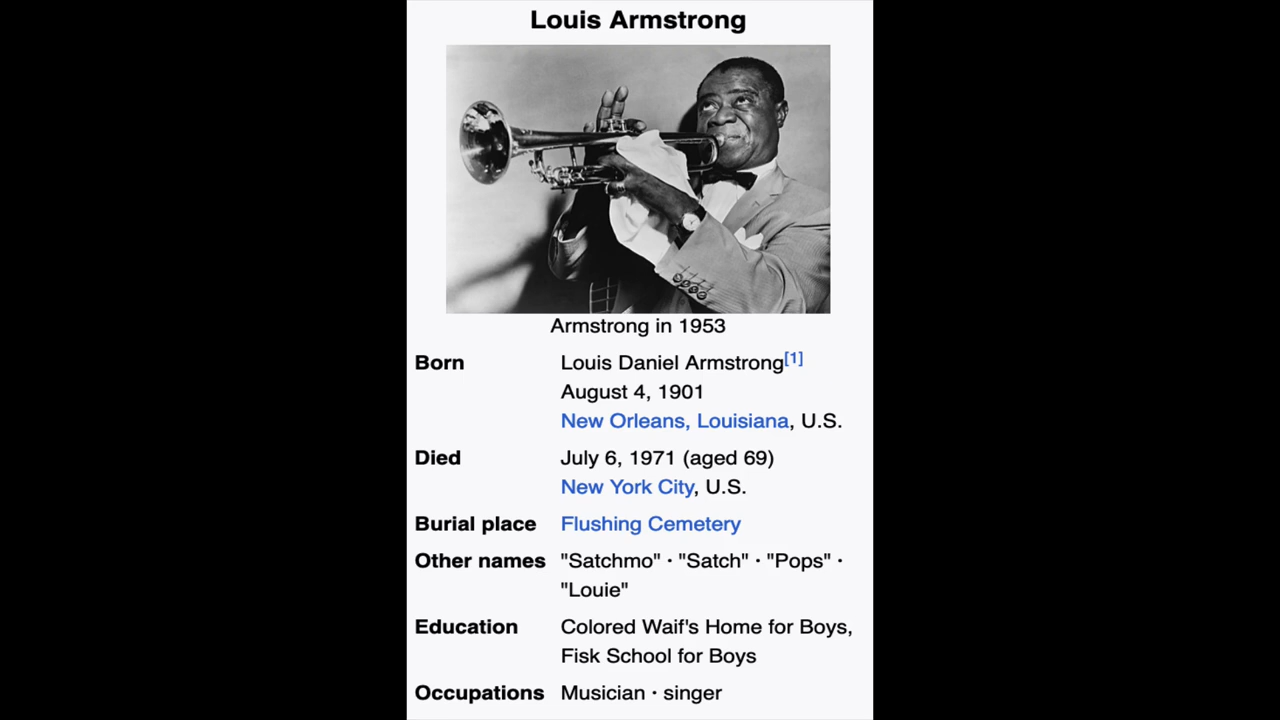 Louis Armstrong
Armstrong in 1953
Born Louis Daniel Armstrong[1]
August 4, 1901
New Orleans, Louisiana, U.S.
Died July 6, 1971 (aged 69)
New York City, U.S.
Burial place Flushing Cemetery
Other names "Satchmo" · "Satch" · "Pops" ·
"Louie"
Education Colored Waif's Home for Boys,
Fisk School for Boys
Occupations Musician · singer